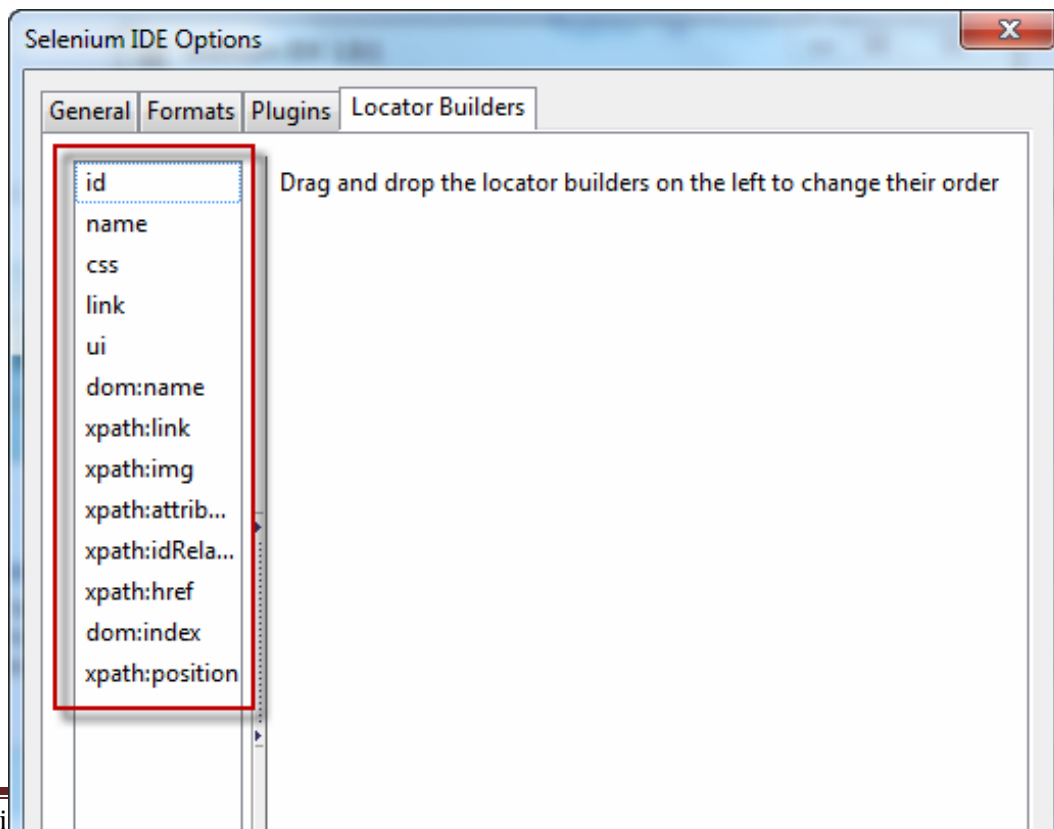 Selenium IDE Options
General Formats Plugins Locator Builders
id
Drag and drop the locator builders on the left to change their order
name
css
link
ui
dom:name
xpath:link
xpath:img
xpath:attrib...
xpath:idRela...
xpath:href
dom:index
xpath:position